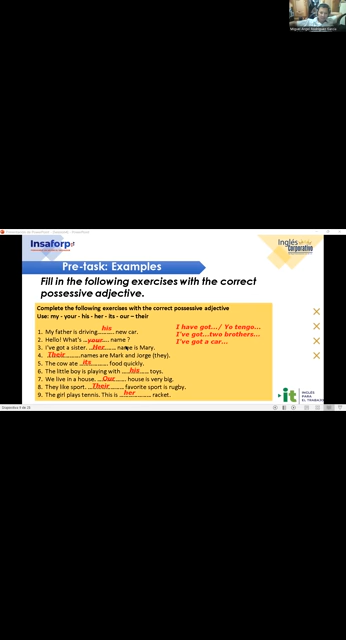 Miguel Angel Rodriguez Garcia
Insaforp
Inglés
Corporativo
Pre-task: Examples
Fill in the following exercises with the correct
possessive adjective.
Complete the following exercises with the correct possessive adjective
Use: my - your - his - her - its - our – their
1. My father is driving his new car.
2. Hello! What's ...your.... name ?
3. I've got a sister. ...Her...... name is Mary.
4. Their names are Mark and Jorge (they).
5. The cow ate its food quickly.
6. The little boy is playing with his toys.
7. We live in a house. ...Our... house is very big.
8. They like sport. Their favorite sport is rugby.
9. The girl plays tennis. This is her racket.
I have got.../ Yo tengo...
I've got...two brothers...
I've got a car...
it
INGLÉS
PARA
EL TRABAJO